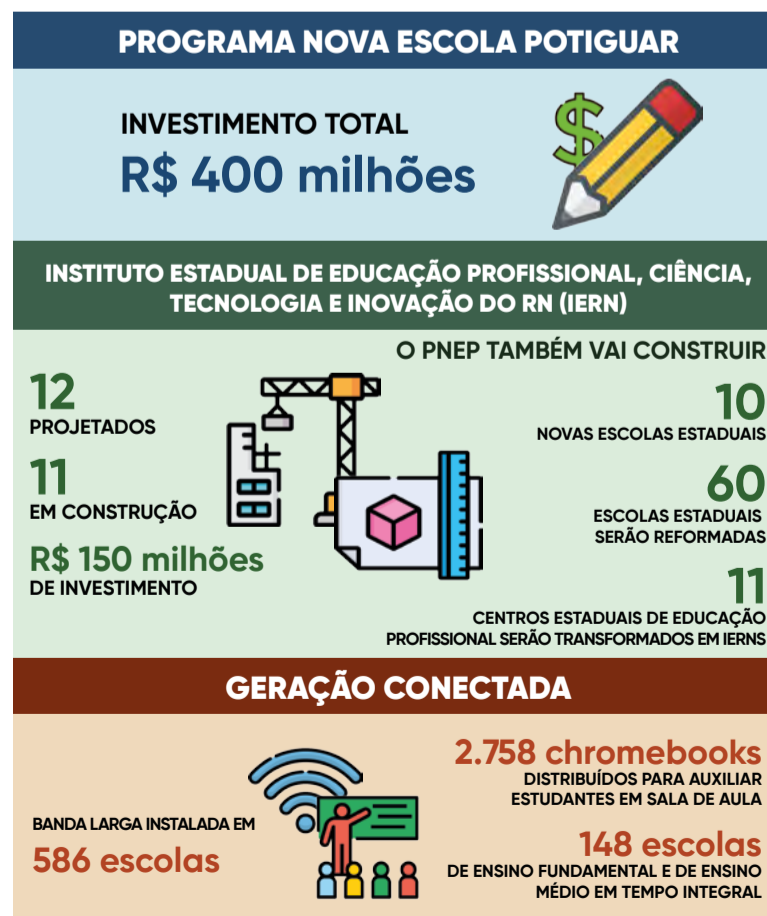 PROGRAMA NOVA ESCOLA POTIGUAR
INVESTIMENTO TOTAL
R$ 400 milhões
INSTITUTO ESTADUAL DE EDUCAÇÃO PROFISSIONAL, CIÊNCIA,
TECNOLOGIA E INOVAÇÃO DO RN (IERN)
12
PROJETADOS
11
EM CONSTRUÇÃO
R$ 150 milhões
DE INVESTIMENTO
O PNEP TAMBÉM VAI CONSTRUIR
10
NOVAS ESCOLAS ESTADUAIS
60
ESCOLAS ESTADUAIS
SERÃO REFORMADAS
11
CENTROS ESTADUAIS DE EDUCAÇÃO
PROFISSIONAL SERÃO TRANSFORMADOS EM IERNS
GERAÇÃO CONECTADA
BANDA LARGA INSTALADA EM
586 escolas
2.758 chromebooks
DISTRIBUÍDOS PARA AUXILIAR
ESTUDANTES EM SALA DE AULA
148 escolas
DE ENSINO FUNDAMENTAL E DE ENSINO
MÉDIO EM TEMPO INTEGRAL